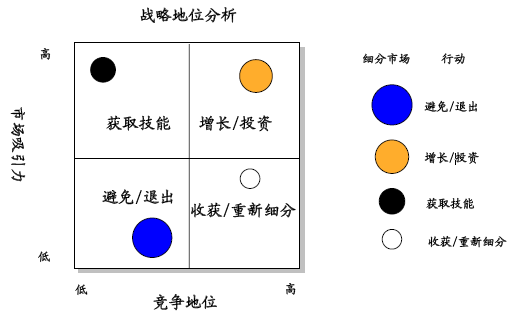 战略地位分析
高
细分市场 行动
市场吸引力
获取技能 增长/投资
避免/退出
增长/投资
避免/退出
收获/重新细分
获取技能
收获/重新细分
低
低 竞争地位 高